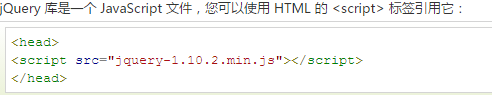 jQuery 库是一个 JavaScript 文件，您可以使用 HTML 的 <script> 标签引用它：
<head>
<script src="jquery-1.10.2.min.js"></script>
</head>